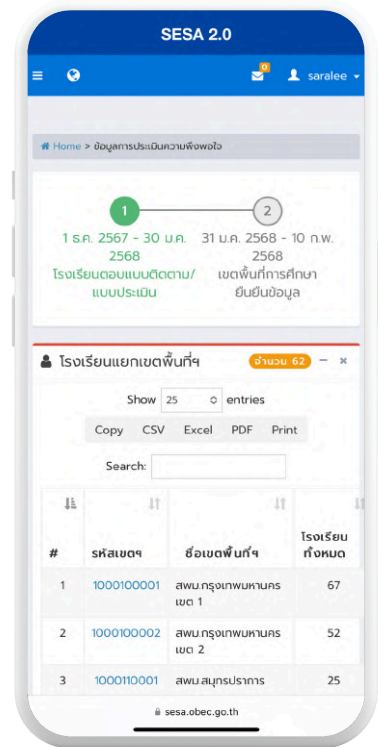 SESA 2.0
0
saralee
Home > ข้อมูลการประเมินความพึงพอใจ
1
2
1 ธ.ค. 2567 - 30 ม.ค. 2568
31 ม.ค. 2568 - 10 ก.พ. 2568
โรงเรียนตอบแบบติดตาม/
แบบประเมิน
เขตพื้นที่การศึกษา
ยืนยันข้อมูล
โรงเรียนแยกเขตพื้นที่ฯ
จำนวน 62
Show 25 entries
Copy CSV Excel PDF Print
Search:
# รหัสเขตฯ ชื่อเขตพื้นที่ฯ โรงเรียน
ทั้งหมด
1 1000100001 สพม.กรุงเทพมหานคร
เขต 1 67
2 1000100002 สพม.กรุงเทพมหานคร
เขต 2 52
3 1000110001 สพม.สมุทรปราการ 25
sesa.obec.go.th